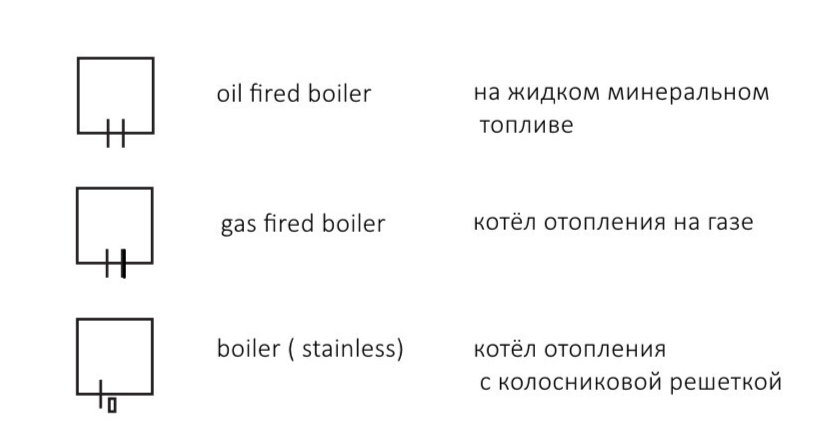 oil fired boiler
на жидком минеральном
топливе
gas fired boiler
котёл отопления на газе
boiler ( stainless)
котёл отопления
с колосниковой решеткой